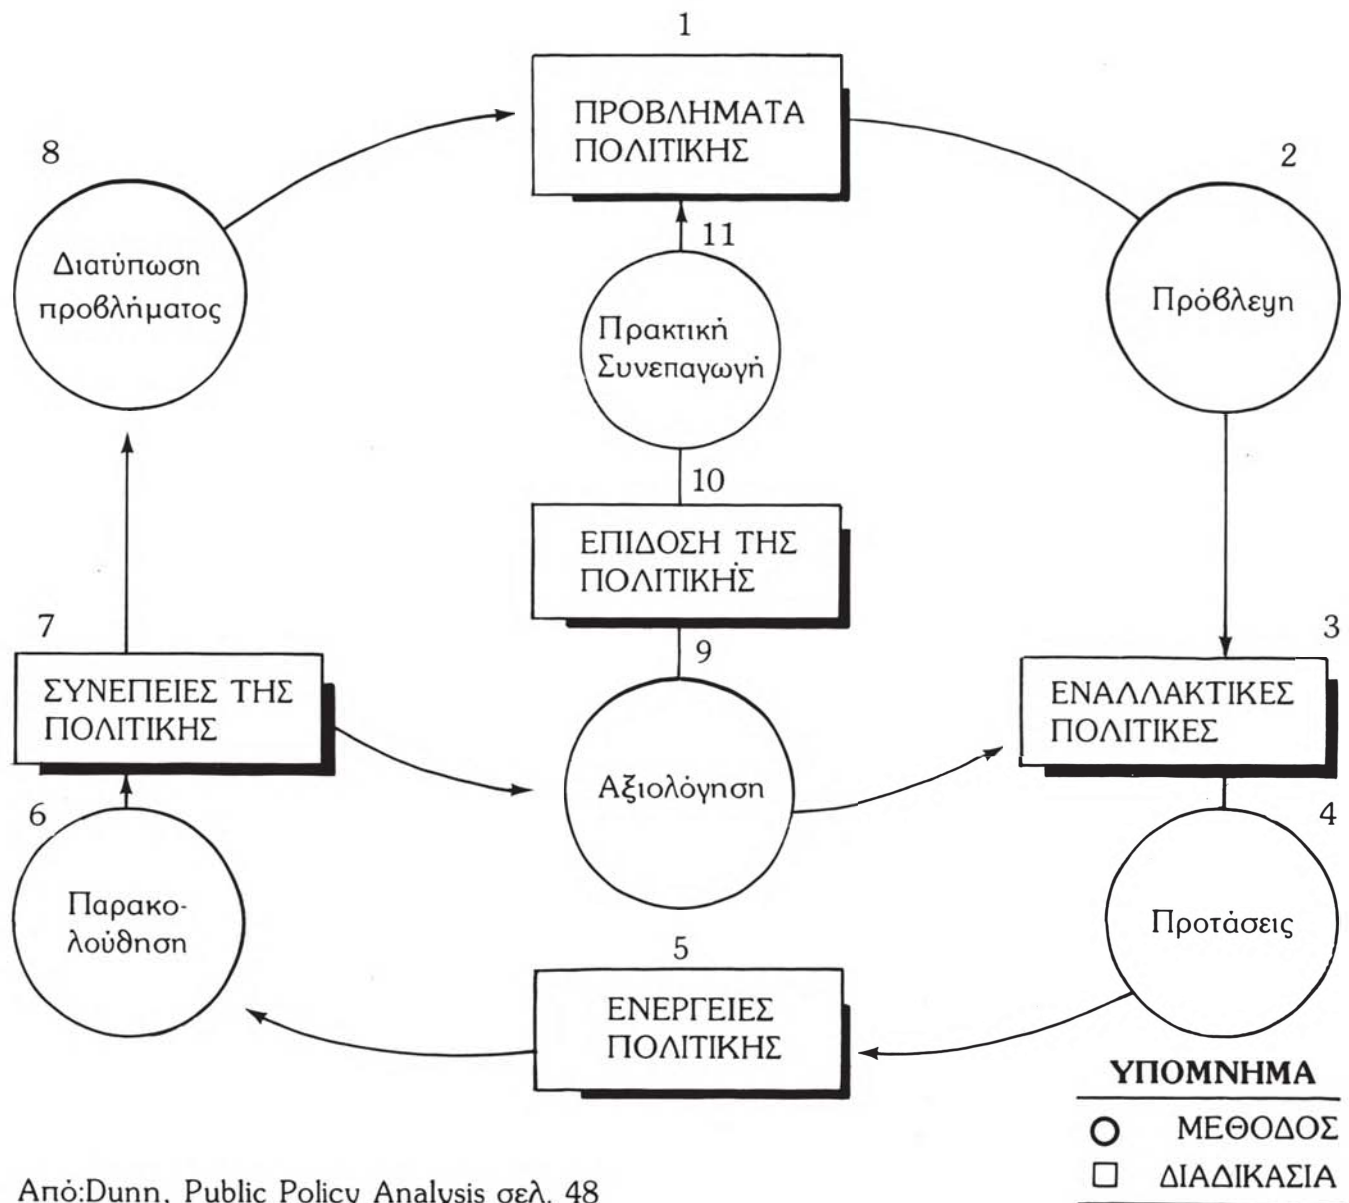 1
ΠΡΟΒΛΗΜΑΤΑ
ΠΟΛΙΤΙΚΗΣ
2
Πρόβλεψη
3
ΕΝΑΛΛΑΚΤΙΚΕΣ
ΠΟΛΙΤΙΚΕΣ
4
Προτάσεις
5
ΕΝΕΡΓΕΙΕΣ
ΠΟΛΙΤΙΚΗΣ
6
Παρακο-
λούθηση
7
ΣΥΝΕΠΕΙΕΣ ΤΗΣ
ΠΟΛΙΤΙΚΗΣ
8
Διατύπωση
προβλήματος
9
Αξιολόγηση
10
ΕΠΙΔΟΣΗ ΤΗΣ
ΠΟΛΙΤΙΚΗΣ
11
Πρακτική
Συνεπαγωγή
ΥΠΟΜΝΗΜΑ
ΜΕΘΟΔΟΣ
ΔΙΑΔΙΚΑΣΙΑ
Από:Dunn, Public Policy Analysis σελ. 48